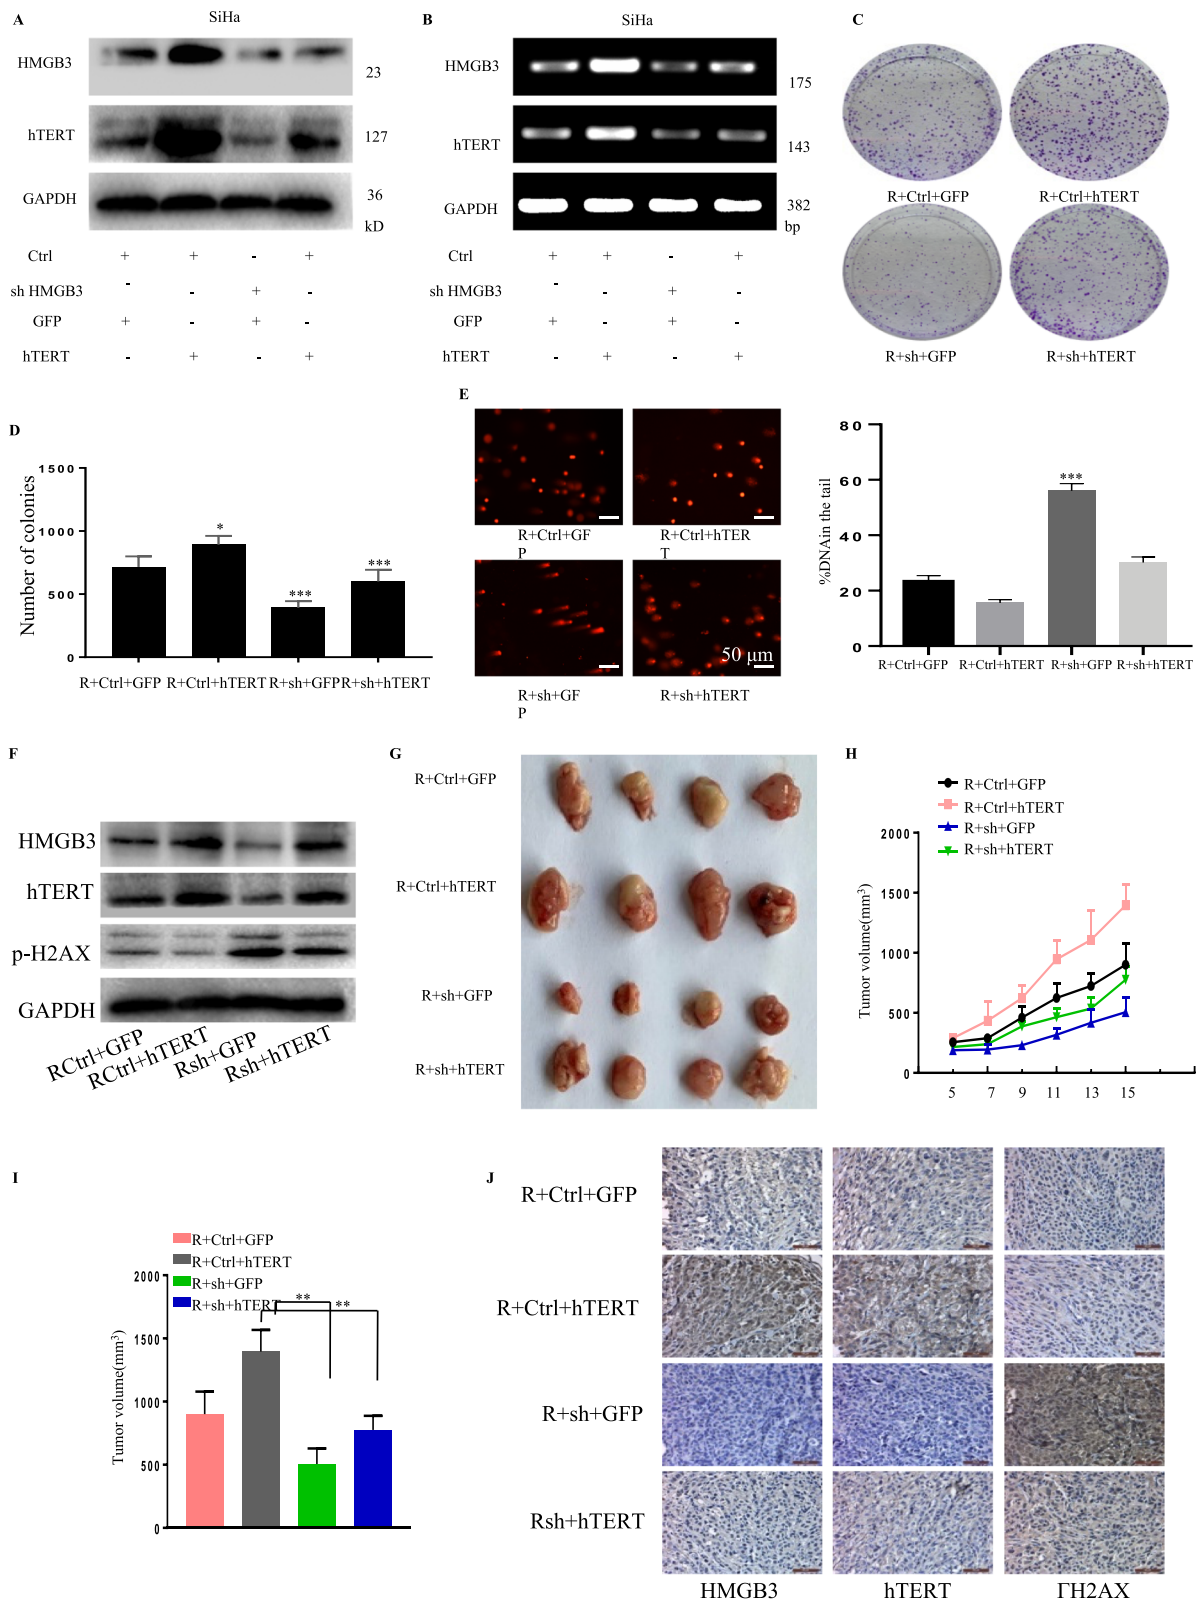 A
SiHa
HMGB3
23
hTERT
127
GAPDH
36
kD
Ctrl + + - +
sh HMGB3 - - + -
GFP + - + -
hTERT - + - +
B
SiHa
HMGB3
175
hTERT
143
GAPDH
382
bp
Ctrl + + - +
sh HMGB3 - - + -
GFP + - + -
hTERT - + - +
C
R+Ctrl+GFP R+Ctrl+hTERT
R+sh+GFP R+sh+hTERT
D
Number of colonies
1500
1000
500
0
*
***
***
R+Ctrl+GFP R+Ctrl+hTERT R+sh+GFP R+sh+hTERT
E
R+Ctrl+GF
P
R+Ctrl+hTER
T
50 μm
R+sh+GF
P
R+sh+hTERT
%DNAin the tail
80
60
40
20
0
***
R+Ctrl+GFP R+Ctrl+hTERT R+sh+GFP R+sh+hTERT
F
HMGB3
hTERT
p-H2AX
GAPDH
RCtrl+GFP
RCtrl+hTERT
Rsh+GFP
Rsh+hTERT
G
R+Ctrl+GFP
R+Ctrl+hTERT
R+sh+GFP
R+sh+hTERT
H
R+Ctrl+GFP
R+Ctrl+hTERT
R+sh+GFP
R+sh+hTERT
Tumor volume(mm³)
2000
1500
1000
500
0
5 7 9 11 13 15
I
R+Ctrl+GFP
R+Ctrl+hTERT
R+sh+GFP
R+sh+hTERT
Tumor volume(mm³)
2000
1500
1000
500
0
** **
J
R+Ctrl+GFP
R+Ctrl+hTERT
R+sh+GFP
Rsh+hTERT
HMGB3 hTERT ΓH2AX